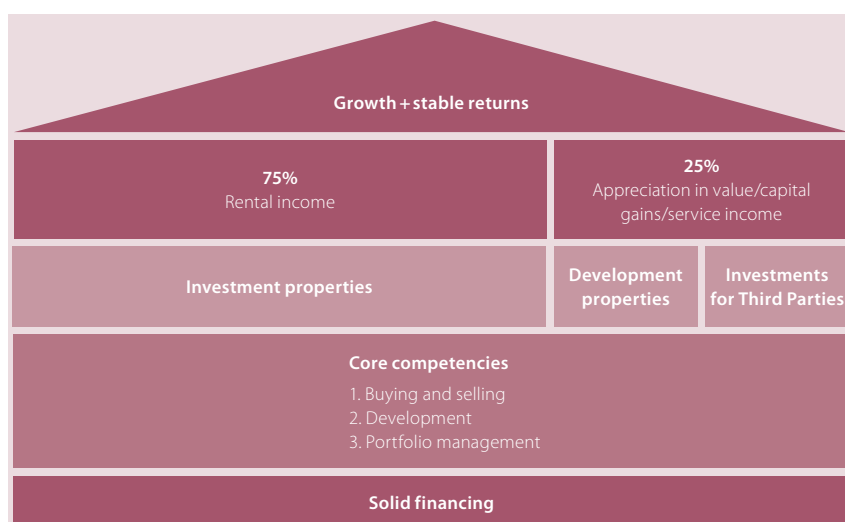 Growth + stable returns
75%
Rental income
25%
Appreciation in value/capital
gains/service income
Investment properties
Development
properties
Investments
for Third Parties
Core competencies
1. Buying and selling
2. Development
3. Portfolio management
Solid financing